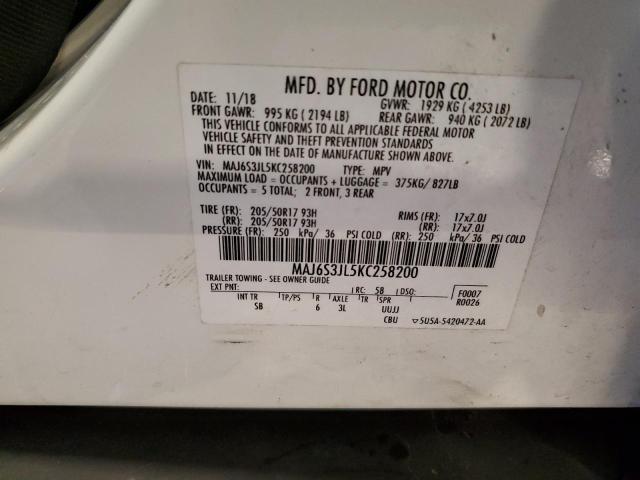 MFD. BY FORD MOTOR CO.
DATE: 11/18 GVWR: 1929 KG ( 4253 LB)
FRONT GAWR: 995 KG ( 2194 LB) REAR GAWR: 940 KG ( 2072 LB)
THIS VEHICLE CONFORMS TO ALL APPLICABLE FEDERAL MOTOR
VEHICLE SAFETY AND THEFT PREVENTION STANDARDS
IN EFFECT ON THE DATE OF MANUFACTURE SHOWN ABOVE.
VIN: MAJ6S3JL5KC258200 TYPE: MPV
MAXIMUM LOAD = OCCUPANTS + LUGGAGE = 375KG/ 827LB
OCCUPANTS = 5 TOTAL; 2 FRONT, 3 REAR
TIRE (FR): 205/50R17 93H RIMS (FR): 17x7.0J
(RR): 205/50R17 93H (RR): 17x7.0J
PRESSURE (FR): 250 kPa/ 36 PSI COLD (RR): 250 kPa/ 36 PSI COLD
MAJ6S3JL5KC258200
TRAILER TOWING - SEE OWNER GUIDE
EXT PNT: RC: 58 DSO: F0007
INT TR TP/PS R AXLE TR SPR R0026
SB 6 3L UUJJ
CBU ▽ 5U5A-5420472-AA